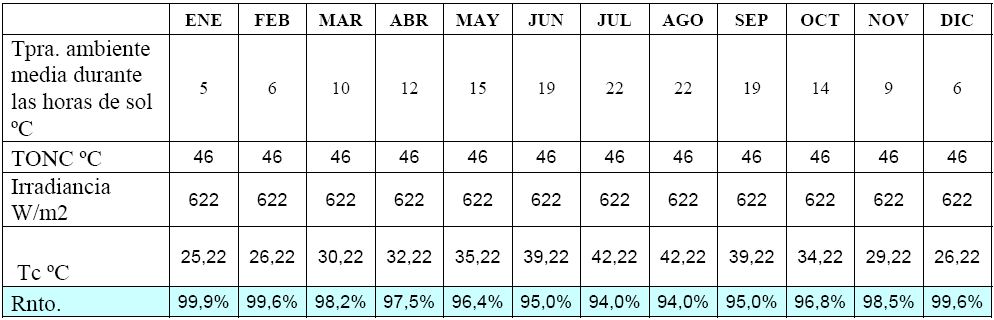 ENE FEB MAR ABR MAY JUN JUL AGO SEP OCT NOV DIC
Tpra. ambiente
media durante
las horas de sol
ºC
5 6 10 12 15 19 22 22 19 14 9 6
TONC ºC 46 46 46 46 46 46 46 46 46 46 46 46
Irradiancia
W/m2
622 622 622 622 622 622 622 622 622 622 622 622
Tc ºC 25,22 26,22 30,22 32,22 35,22 39,22 42,22 42,22 39,22 34,22 29,22 26,22
Rnto. 99,9% 99,6% 98,2% 97,5% 96,4% 95,0% 94,0% 94,0% 95,0% 96,8% 98,5% 99,6%